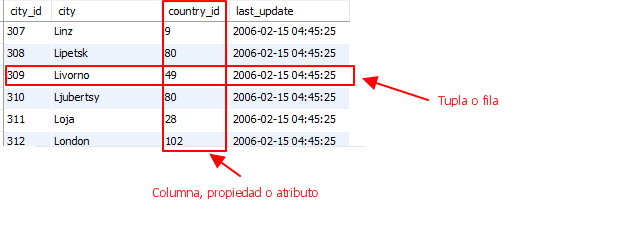 city_id city country_id last_update
307 Linz 9 2006-02-15 04:45:25
308 Lipetsk 80 2006-02-15 04:45:25
309 Livorno 49 2006-02-15 04:45:25
310 Ljubertsy 80 2006-02-15 04:45:25
311 Loja 28 2006-02-15 04:45:25
312 London 102 2006-02-15 04:45:25
Tupla o fila
Columna, propiedad o atributo